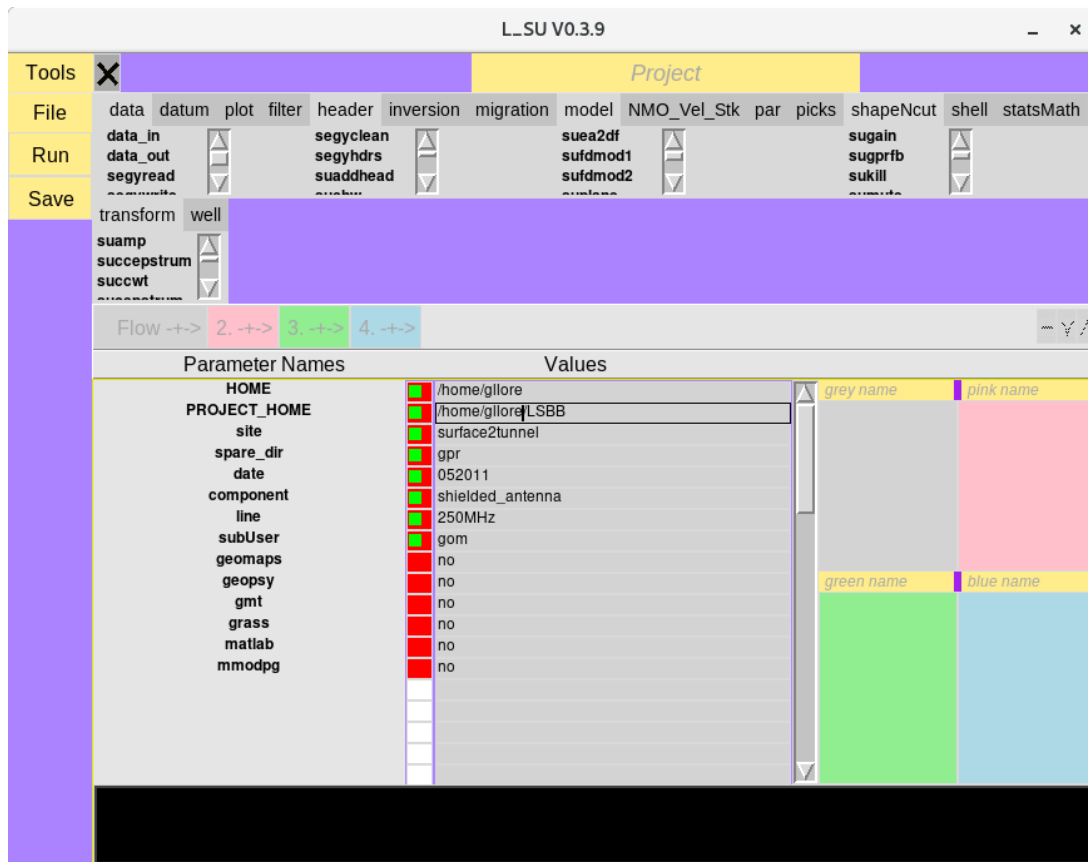 L_SU V0.3.9
Tools
Project
File
data datum plot filter header inversion migration model NMO_Vel_Stk par picks shapeNcut shell statsMath
data_in segyclean suea2df sugain
data_out segyhdrs sufdmod1 sugprfb
Run
segyread suaddhead sufdmod2 sukill
Save
transform well
suamp
succepstrum
succwt
Flow -+-> 2. -+-> 3. -+-> 4. -+->
Parameter Names Values
HOME /home/gllore grey name pink name
PROJECT_HOME /home/gllore/LSBB
site surface2tunnel
spare_dir gpr
date 052011
component shielded_antenna
line 250MHz
subUser gom
geomaps no
geopsy no green name blue name
gmt no
grass no
matlab no
mmodpg no